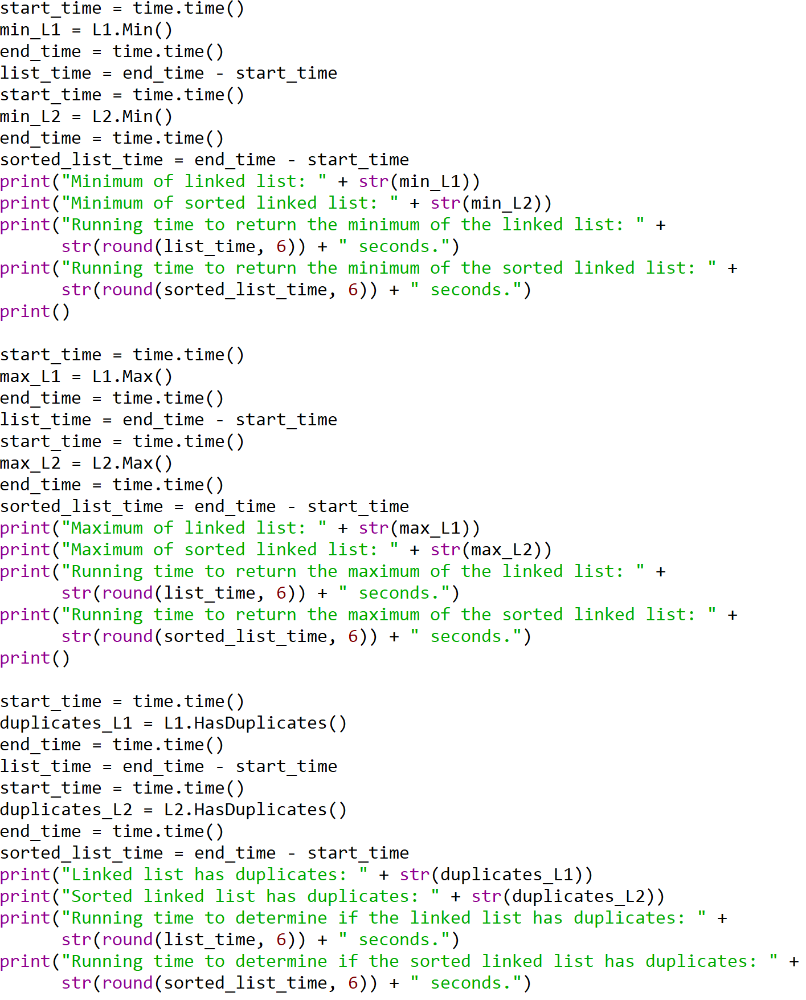 start_time = time.time()
min_L1 = L1.Min()
end_time = time.time()
list_time = end_time - start_time
start_time = time.time()
min_L2 = L2.Min()
end_time = time.time()
sorted_list_time = end_time - start_time
print("Minimum of linked list: " + str(min_L1))
print("Minimum of sorted linked list: " + str(min_L2))
print("Running time to return the minimum of the linked list: " +
      str(round(list_time, 6)) + " seconds.")
print("Running time to return the minimum of the sorted linked list: " +
      str(round(sorted_list_time, 6)) + " seconds.")
print()

start_time = time.time()
max_L1 = L1.Max()
end_time = time.time()
list_time = end_time - start_time
start_time = time.time()
max_L2 = L2.Max()
end_time = time.time()
sorted_list_time = end_time - start_time
print("Maximum of linked list: " + str(max_L1))
print("Maximum of sorted linked list: " + str(max_L2))
print("Running time to return the maximum of the linked list: " +
      str(round(list_time, 6)) + " seconds.")
print("Running time to return the maximum of the sorted linked list: " +
      str(round(sorted_list_time, 6)) + " seconds.")
print()

start_time = time.time()
duplicates_L1 = L1.HasDuplicates()
end_time = time.time()
list_time = end_time - start_time
start_time = time.time()
duplicates_L2 = L2.HasDuplicates()
end_time = time.time()
sorted_list_time = end_time - start_time
print("Linked list has duplicates: " + str(duplicates_L1))
print("Sorted linked list has duplicates: " + str(duplicates_L2))
print("Running time to determine if the linked list has duplicates: " +
      str(round(list_time, 6)) + " seconds.")
print("Running time to determine if the sorted linked list has duplicates: " +
      str(round(sorted_list_time, 6)) + " seconds.")